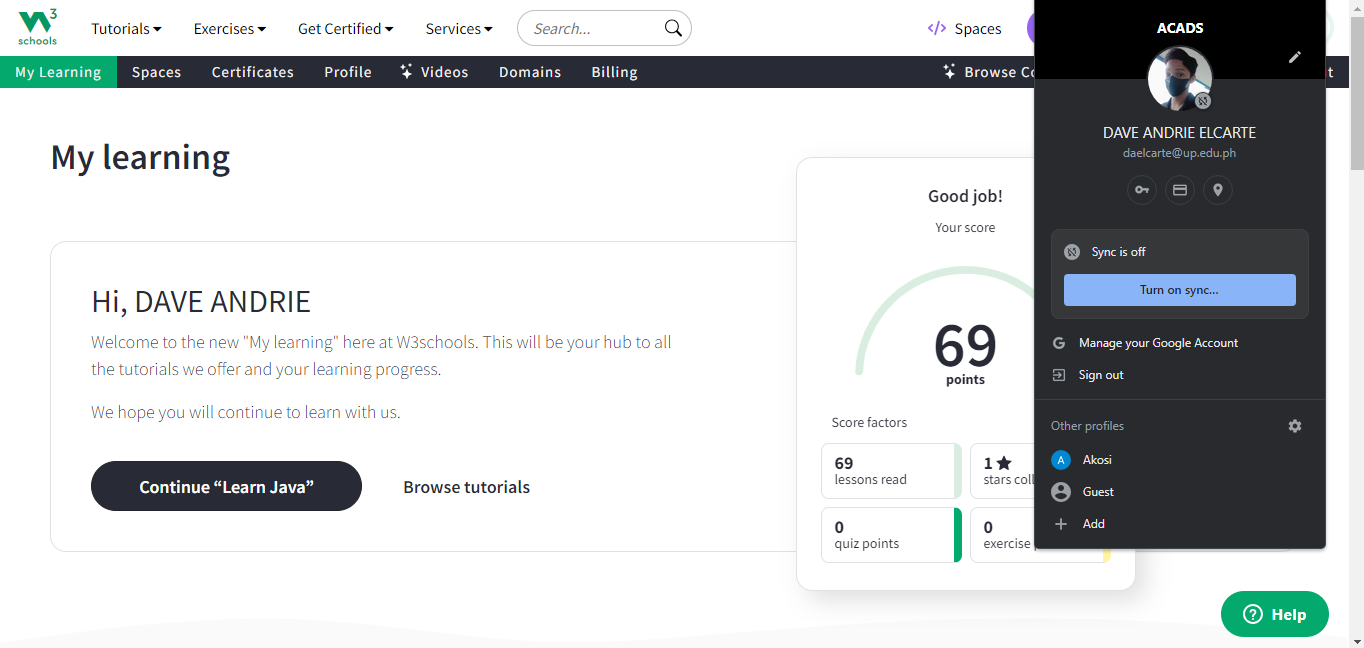 W3
schools
Tutorials
Exercises
Get Certified
Services
Search...
</> Spaces
My Learning
Spaces
Certificates
Profile
Videos
Domains
Billing
Browse Co
t
My learning
Hi, DAVE ANDRIE
Welcome to the new "My learning" here at W3schools. This will be your hub to all
the tutorials we offer and your learning progress.
We hope you will continue to learn with us.
Continue “Learn Java”
Browse tutorials
Good job!
Your score
69
points
Score factors
69
lessons read
1
stars coll
0
quiz points
0
exercise
ACADS
DAVE ANDRIE ELCARTE
daelcarte@up.edu.ph
Sync is off
Turn on sync...
G Manage your Google Account
Sign out
Other profiles
A Akosi
Guest
Add
? Help